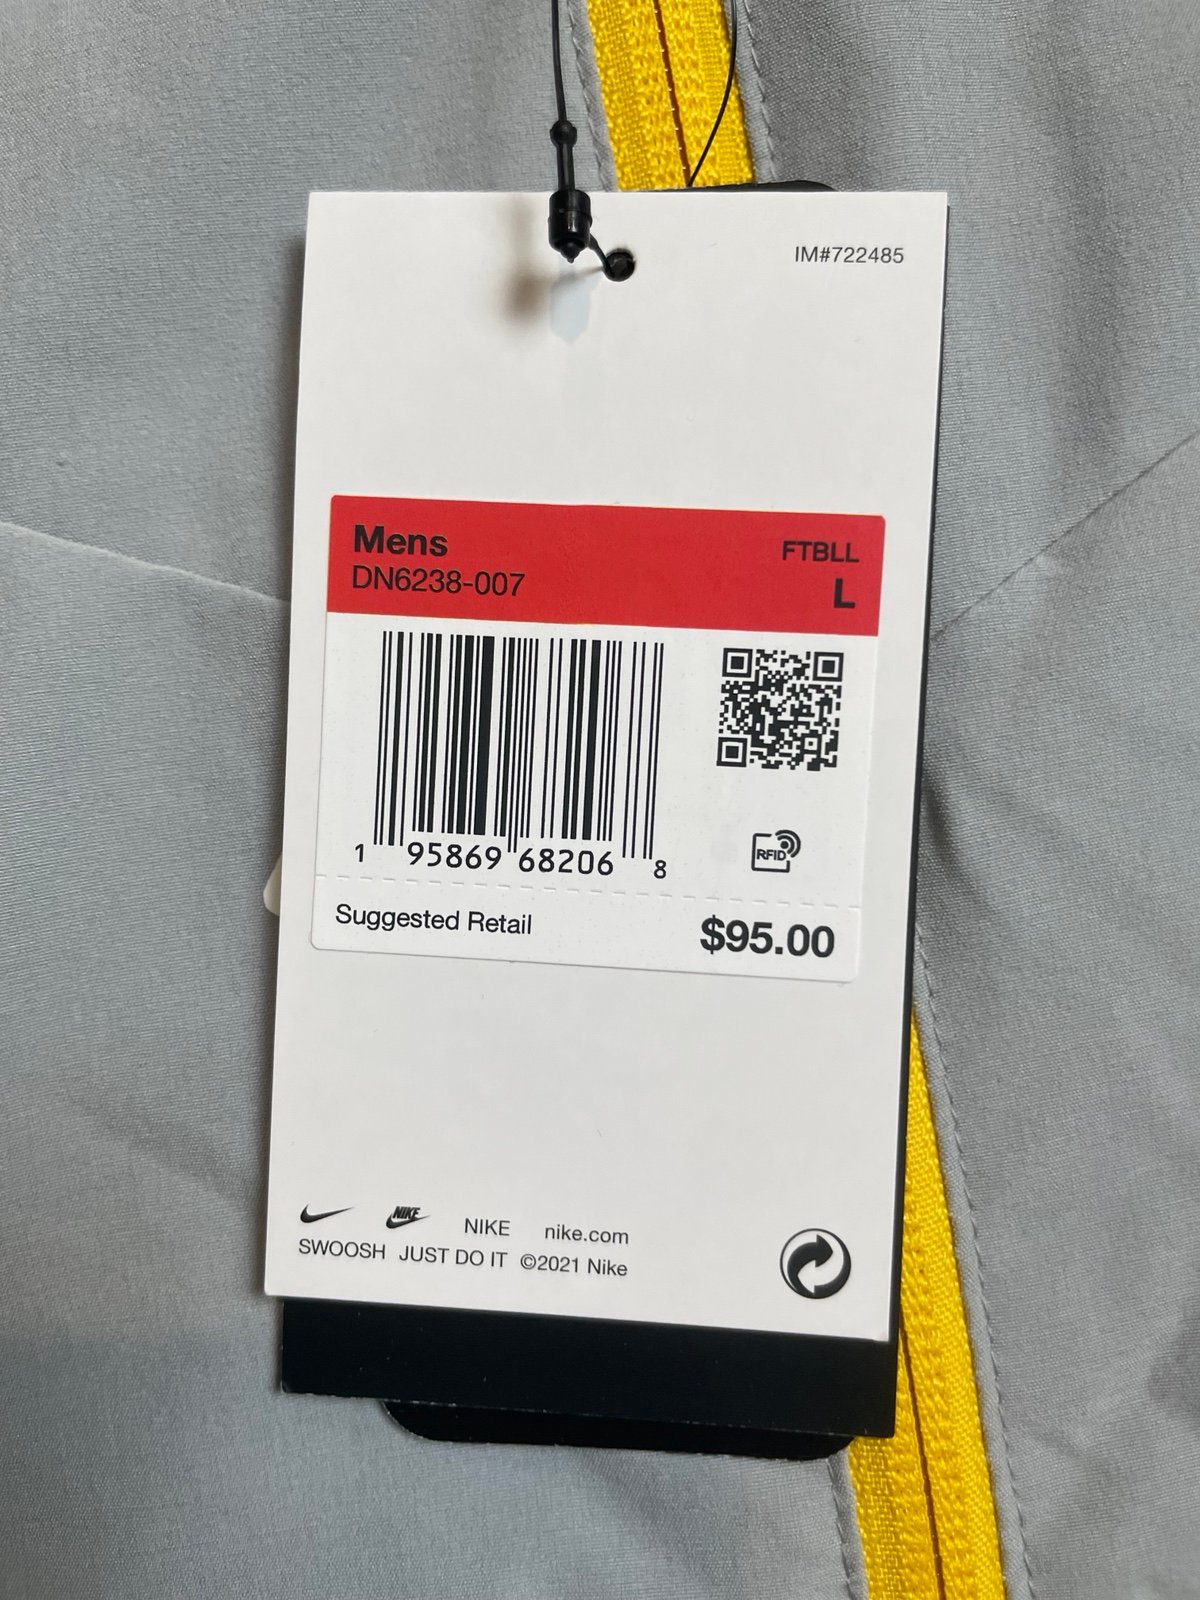 IM#722485
Mens
FTBLL
DN6238-007
L
1 95869 68206 8
RFID
Suggested Retail
$95.00
NIKE NIKE nike.com
SWOOSH JUST DO IT ©2021 Nike